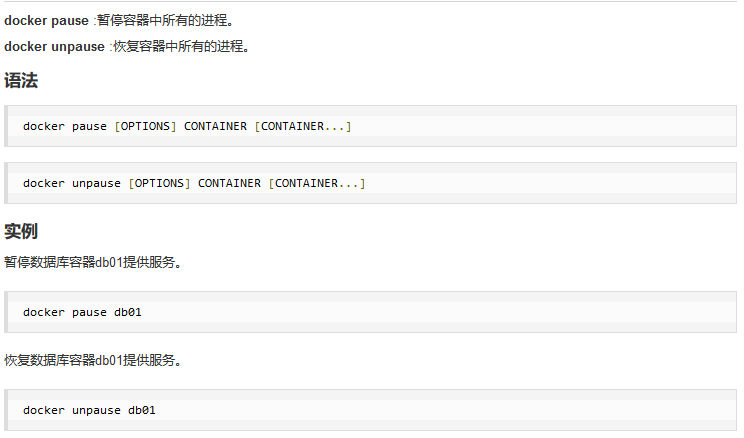 docker pause :暂停容器中所有的进程。
docker unpause :恢复容器中所有的进程。
语法
docker pause [OPTIONS] CONTAINER [CONTAINER...]
docker unpause [OPTIONS] CONTAINER [CONTAINER...]
实例
暂停数据库容器db01提供服务。
docker pause db01
恢复数据库容器db01提供服务。
docker unpause db01